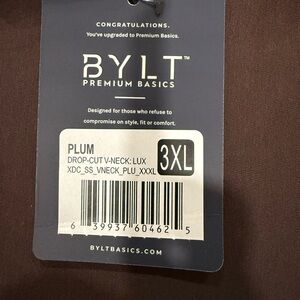 CONGRATULATIONS.
You've upgraded to Premium Basics.
BYLT™
PREMIUM BASICS
Designed for those who refuse to
compromise on style, fit or comfort.
PLUM
DROP-CUT V-NECK: LUX
XDC_SS_VNECK_PLU_XXXL
3XL
6 39937 60462 5
BYLTBASICS.COM